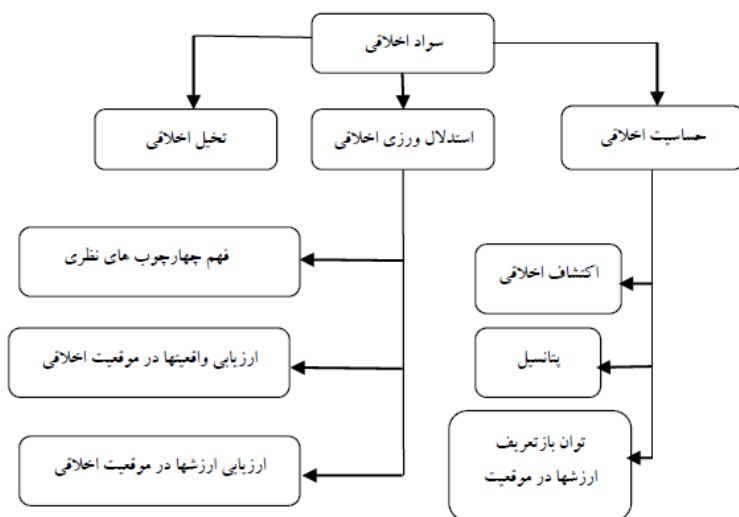 سواد اخلاقی
حساسیت اخلاقی
استدلال ورزی اخلاقی
تخیل اخلاقی
اکتشاف اخلاقی
پتانسیل
توان بازتعریف
ارزشها در موقعیت
فهم چهارچوب های نظری
ارزیابی واقعیتها در موقعیت اخلاقی
ارزیابی ارزشها در موقعیت اخلاقی